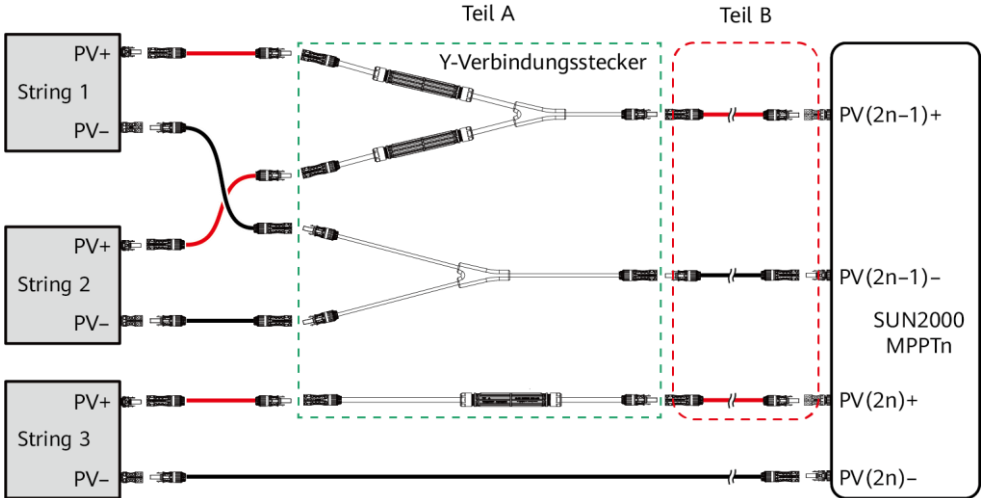 Teil A
Teil B
PV+
String 1
PV–
Y-Verbindungsstecker
PV(2n–1)+
PV+
String 2
PV–
PV(2n–1)–
SUN2000
MPPTn
PV+
String 3
PV–
PV(2n)+
PV(2n)–